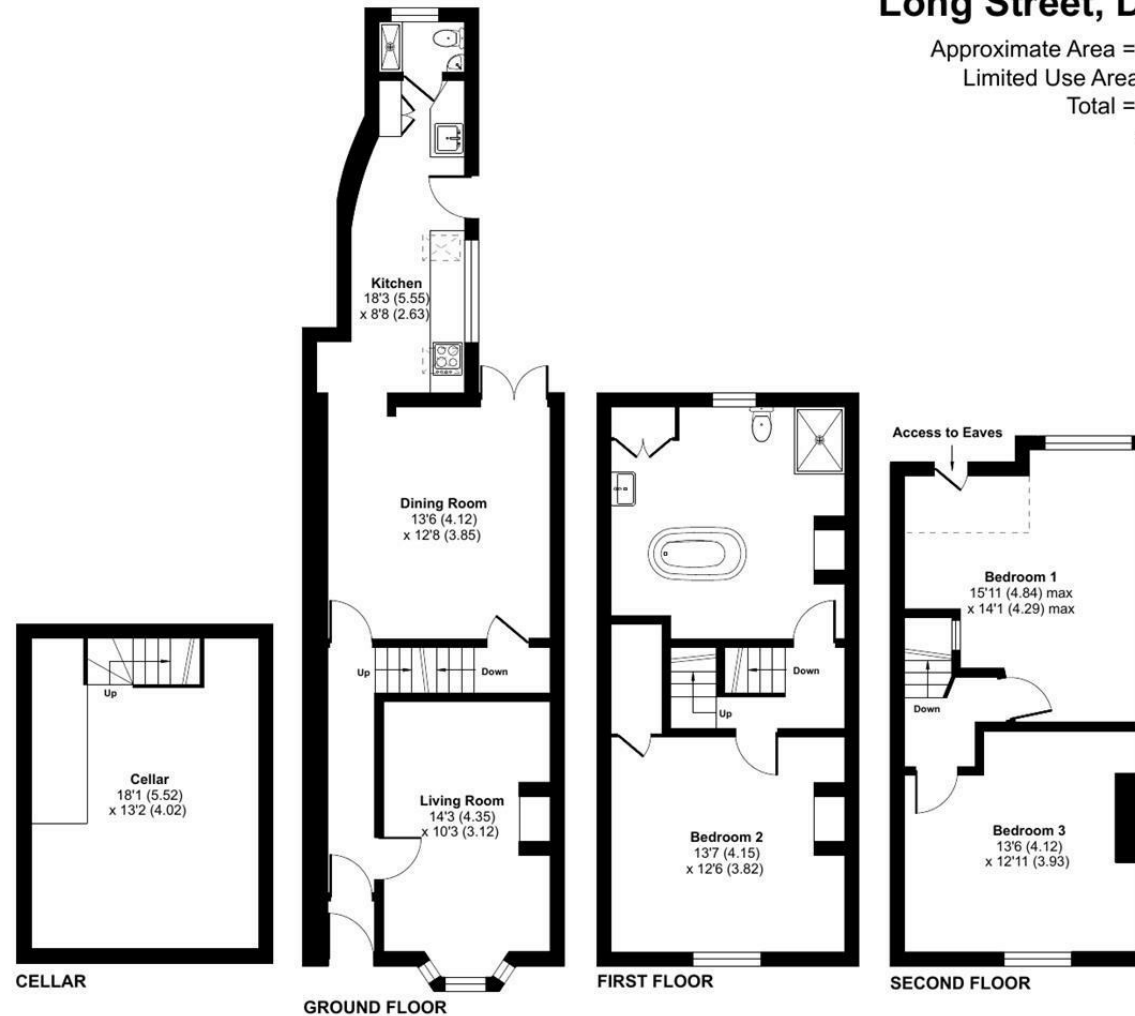 Long Street, D
Approximate Area =
Limited Use Area
Total =
Kitchen
18'3 (5.55)
x 8'8 (2.63)
Access to Eaves
Dining Room
13'6 (4.12)
x 12'8 (3.85)
Bedroom 1
15'11 (4.84) max
x 14'1 (4.29) max
Up
Down
Down
Up
Down
Up
Cellar
18'1 (5.52)
x 13'2 (4.02)
Living Room
14'3 (4.35)
x 10'3 (3.12)
Bedroom 2
13'7 (4.15)
x 12'6 (3.82)
Bedroom 3
13'6 (4.12)
x 12'11 (3.93)
CELLAR
GROUND FLOOR
FIRST FLOOR
SECOND FLOOR